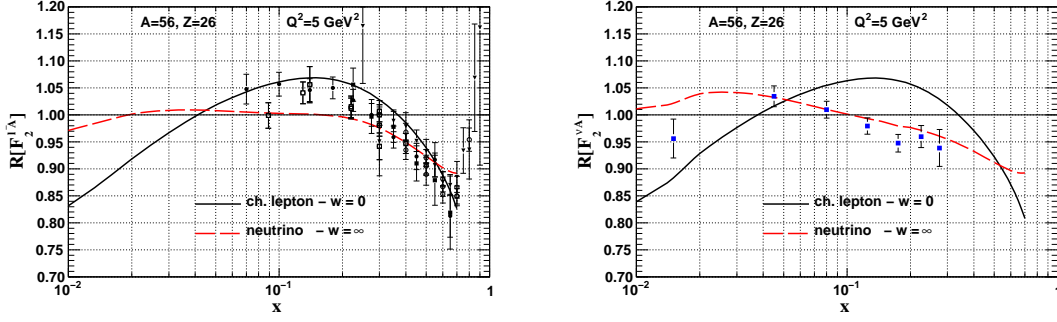 A=56, Z=26 Q²=5 GeV²
R[F₂^{lA}]
1.20
1.15
1.10
1.05
1.00
0.95
0.90
0.85
0.80
0.75
0.70
ch. lepton – w = 0
neutrino – w = ∞
10⁻² 10⁻¹ 1
x
A=56, Z=26 Q²=5 GeV²
R[F₂^{νA}]
1.20
1.15
1.10
1.05
1.00
0.95
0.90
0.85
0.80
0.75
0.70
ch. lepton – w = 0
neutrino – w = ∞
10⁻² 10⁻¹ 1
x